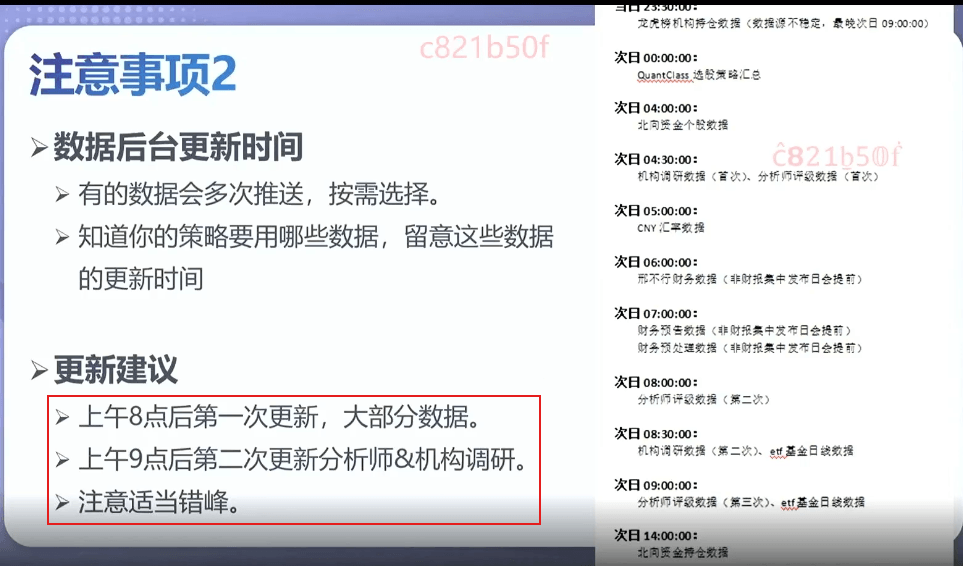 注意事项2
c821b50f
➢数据后台更新时间
➢有的数据会多次推送，按需选择。
➢知道你的策略要用哪些数据，留意这些数据
的更新时间
➢更新建议
➢上午8点后第一次更新，大部分数据。
➢上午9点后第二次更新分析师&机构调研。
➢注意适当错峰。
当日 23:30:00：
龙虎榜机构持仓数据（数据源不稳定，最晚次日 09:00:00）
次日 00:00:00：
QuantClass 选股策略汇总
次日 04:00:00：
北向资金个股数据
次日 04:30:00：
机构调研数据（首次）、分析师评级数据（首次）
次日 05:00:00：
CNY 汇率数据
次日 06:00:00：
邢不行财务数据（非财报集中发布日会提前）
次日 07:00:00：
财务预告数据（非财报集中发布日会提前）
财务预处理数据（非财报集中发布日会提前）
次日 08:00:00：
分析师评级数据（第二次）
次日 08:30:00：
机构调研数据（第二次）、etf 基金日线数据
次日 09:00:00：
分析师评级数据（第三次）、etf 基金日线数据
次日 14:00:00：
北向资金持仓数据